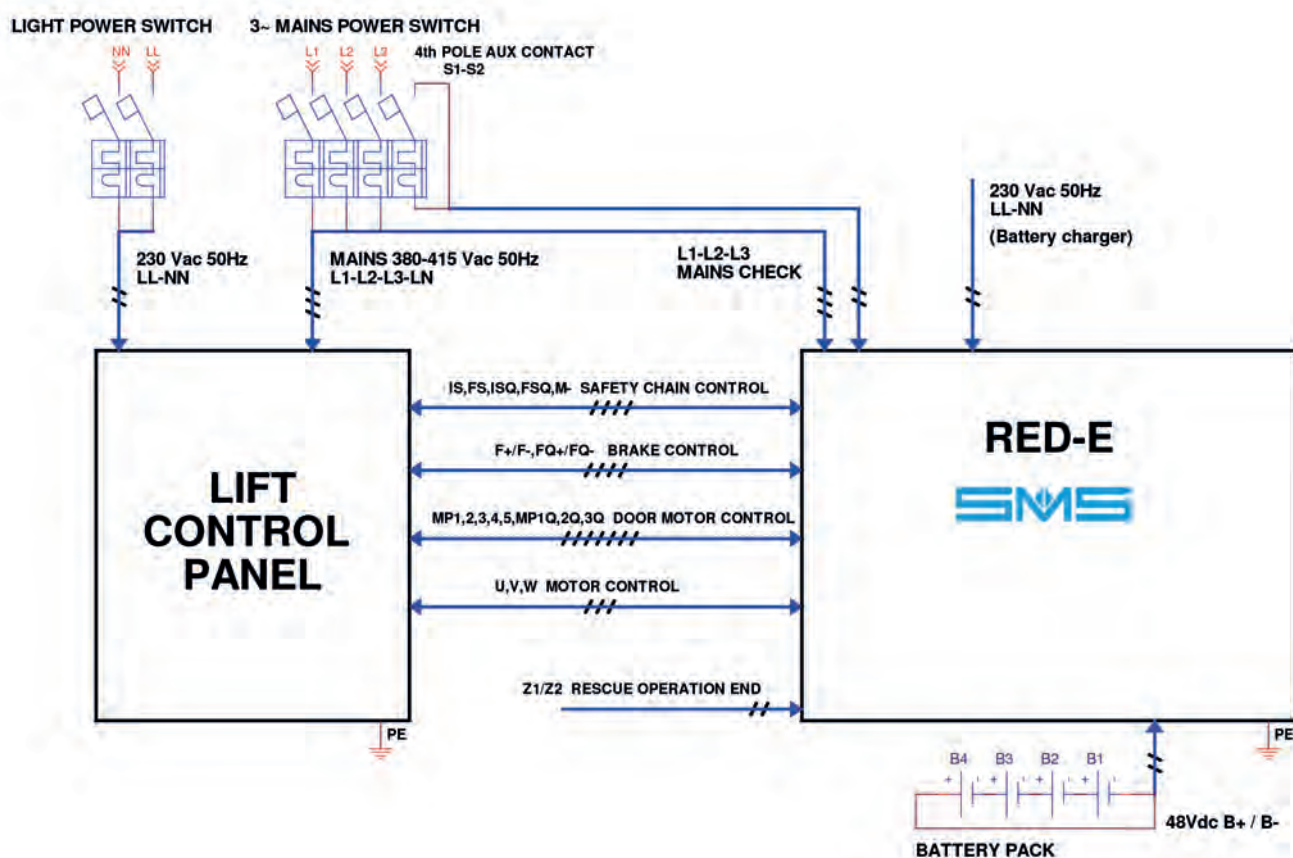 LIGHT POWER SWITCH
3~ MAINS POWER SWITCH
NN
LL
L1
L2
L3
4th POLE AUX CONTACT
S1-S2
230 Vac 50Hz
LL-NN
MAINS 380-415 Vac 50Hz
L1-L2-L3-LN
L1-L2-L3
MAINS CHECK
230 Vac 50Hz
LL-NN
(Battery charger)
LIFT
CONTROL
PANEL
IS,FS,ISQ,FSQ,M- SAFETY CHAIN CONTROL
F+/F-,FQ+/FQ- BRAKE CONTROL
MP1,2,3,4,5,MP1Q,2Q,3Q DOOR MOTOR CONTROL
U,V,W MOTOR CONTROL
Z1/Z2 RESCUE OPERATION END
RED-E
SMS
PE
PE
B4 B3 B2 B1
+ - + - + - + -
48Vdc B+ / B-
BATTERY PACK